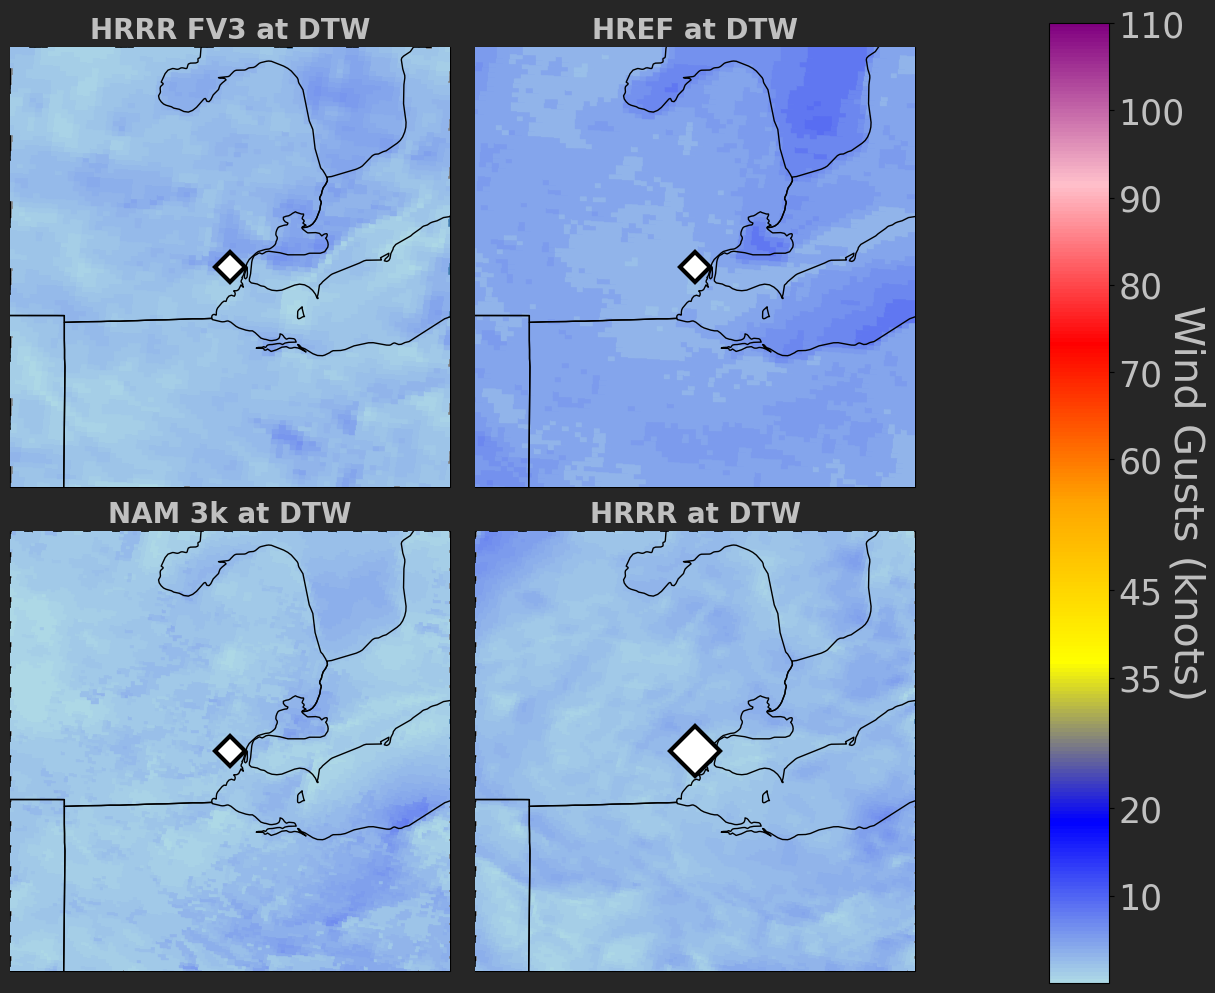 HRRR FV3 at DTW
HREF at DTW
NAM 3k at DTW
HRRR at DTW
110
100
90
80
70
60
45
35
20
10
Wind Gusts (knots)